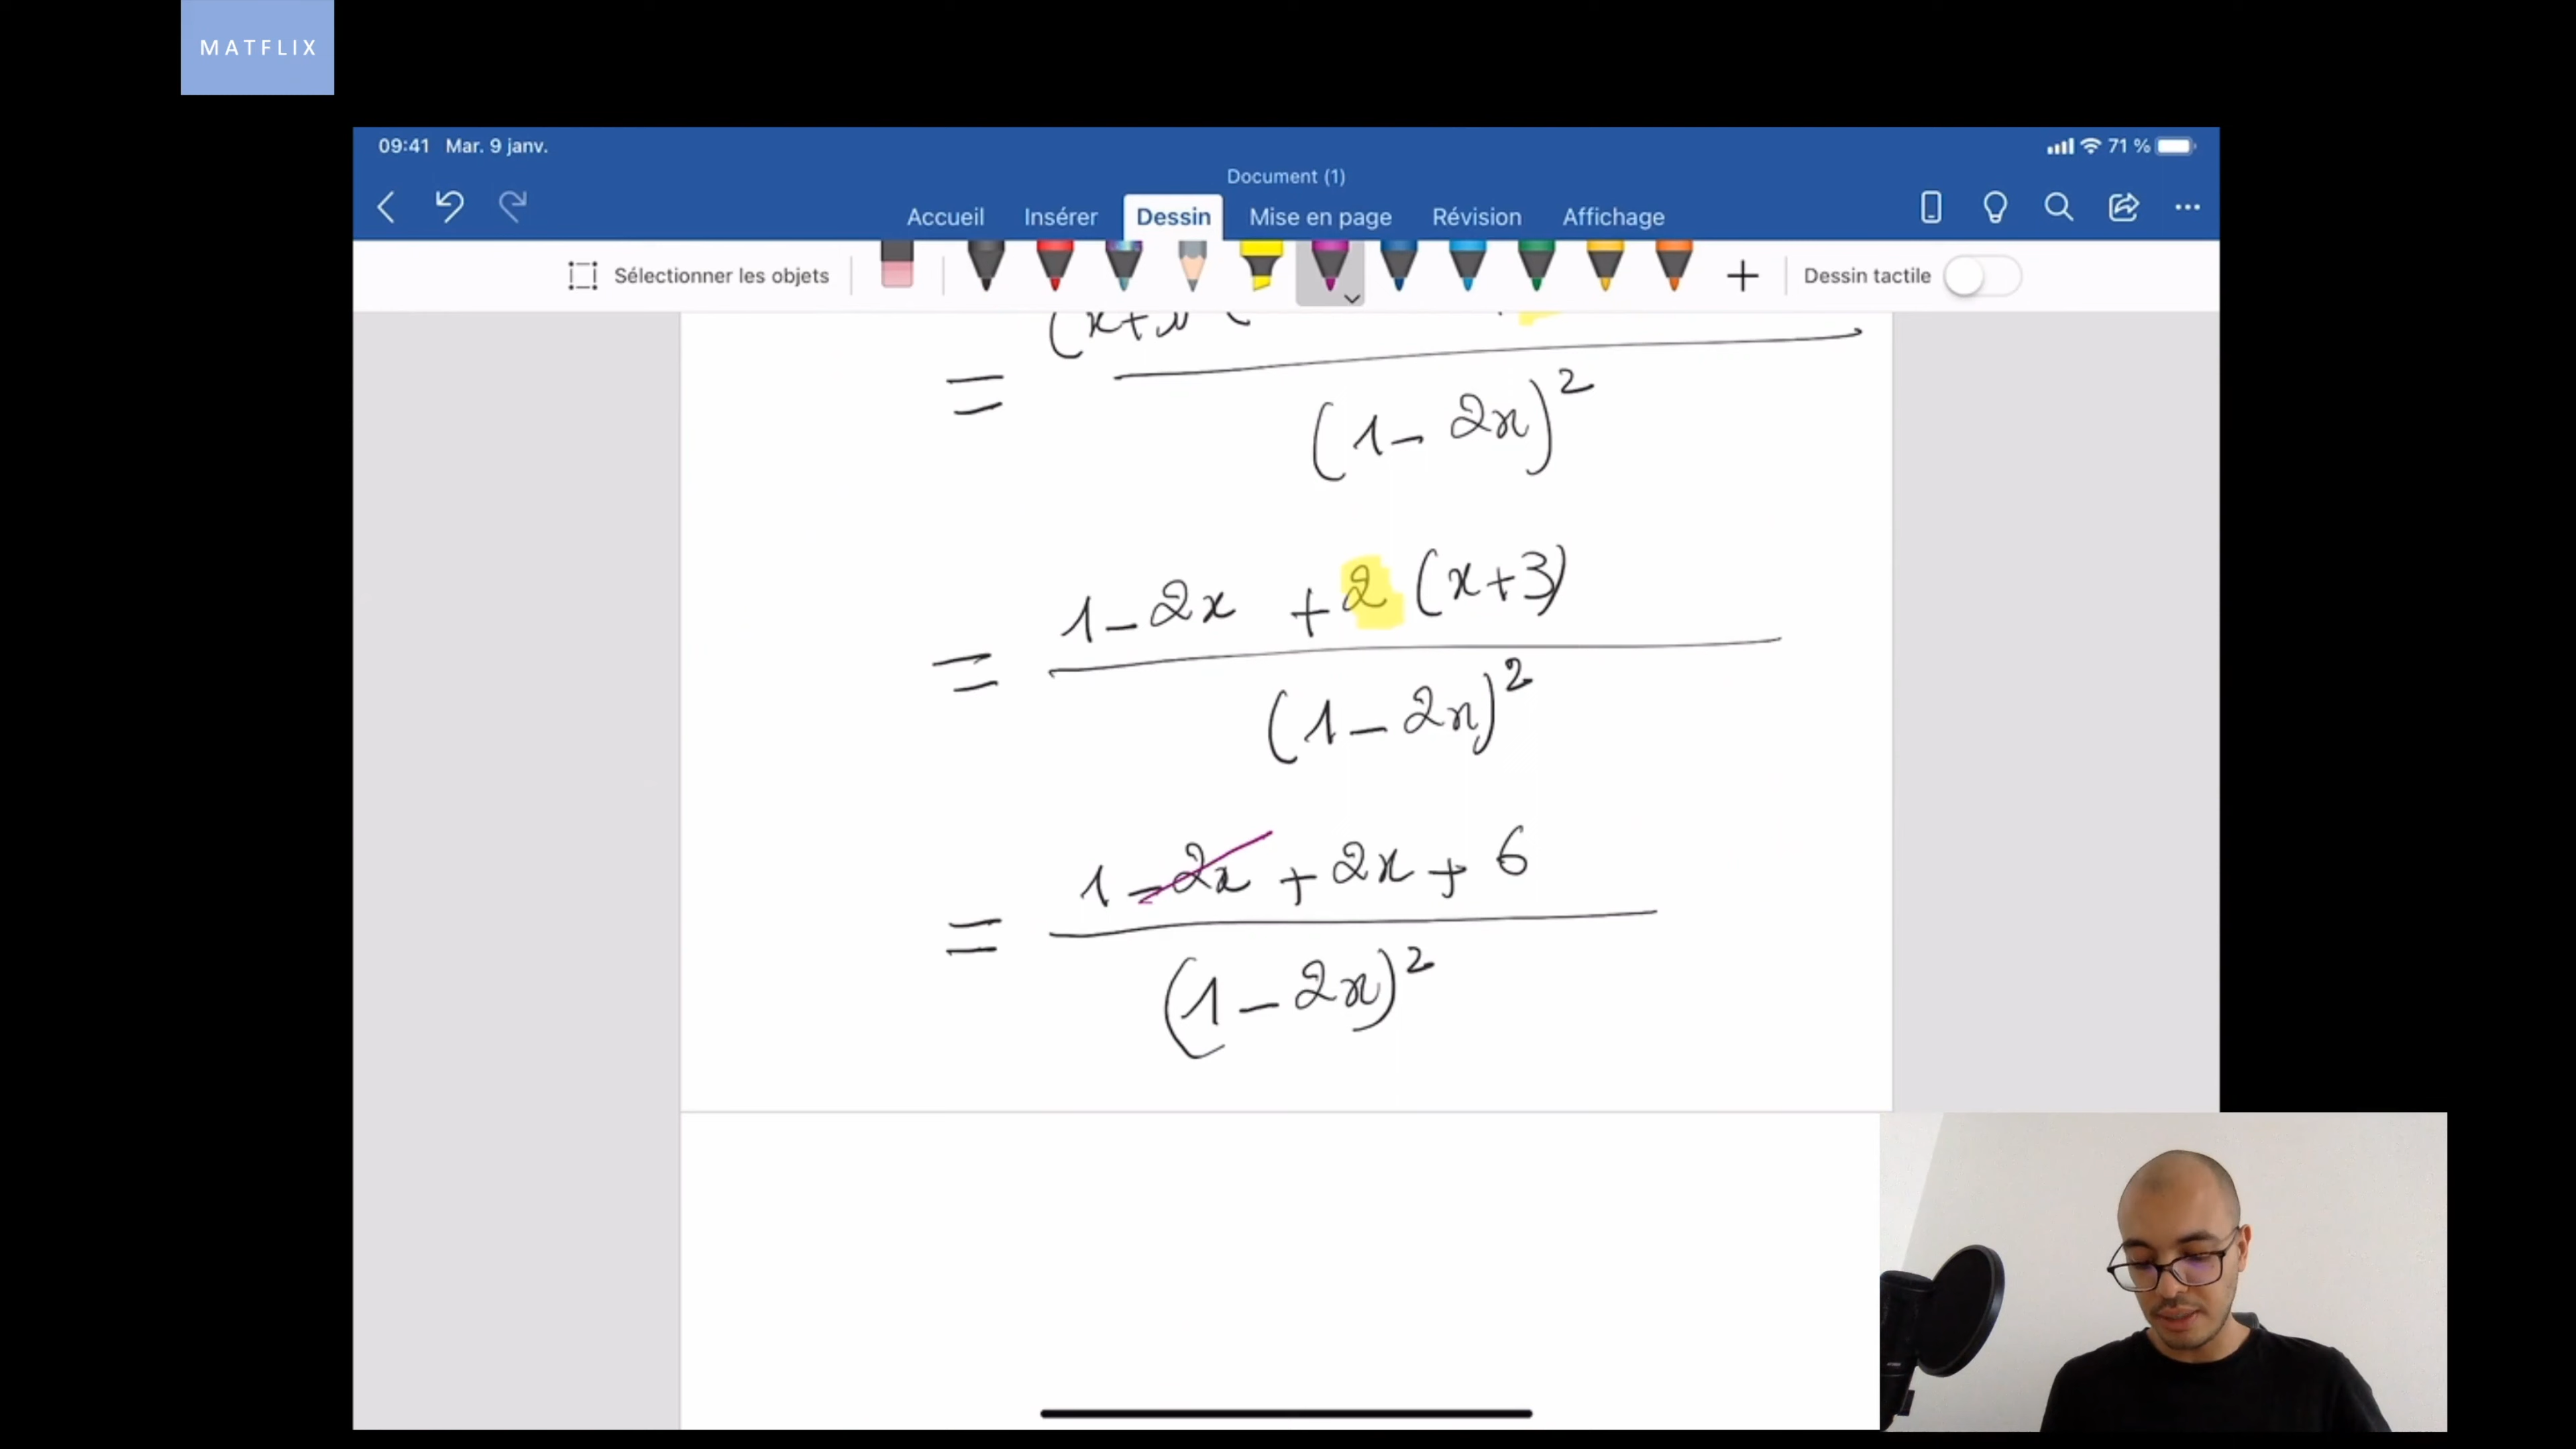 MATFLIX
09:41 Mar. 9 janv.
71 %
Document (1)
Accueil Insérer Dessin Mise en page Révision Affichage
Sélectionner les objets
Dessin tactile
=
(1 - 2x)²
= 1 - 2x + 2 (x+3)
(1 - 2x)²
= 1 - 2x + 2x + 6
(1 - 2x)²